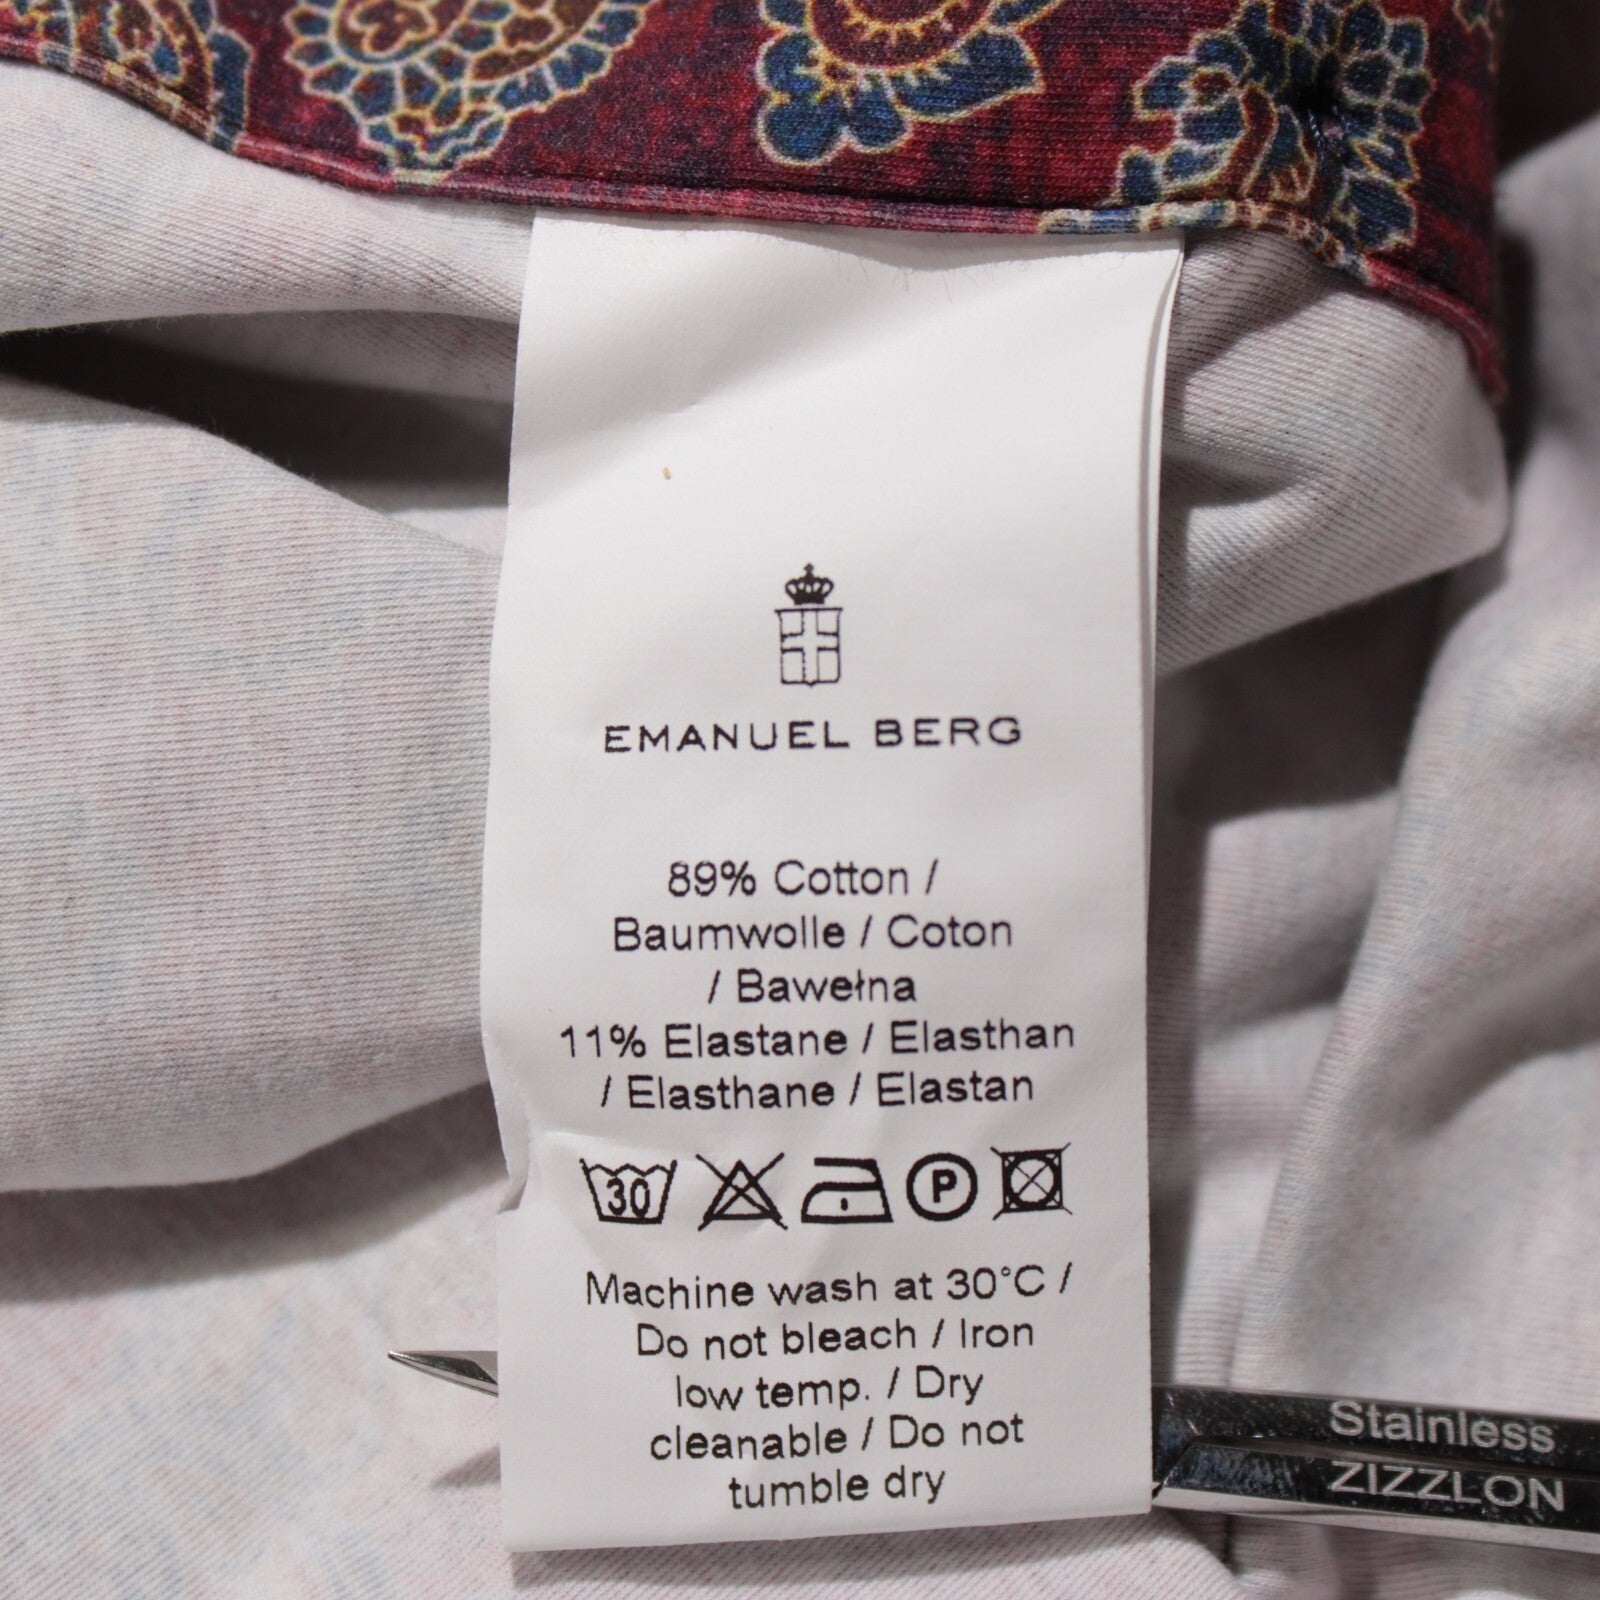 EMANUEL BERG
89% Cotton /
Baumwolle / Coton
/ Bawełna
11% Elastane / Elasthan
/ Elasthane / Elastan
30 P
Machine wash at 30°C /
Do not bleach / Iron
low temp. / Dry
cleanable / Do not
tumble dry
Stainless
ZIZZLON